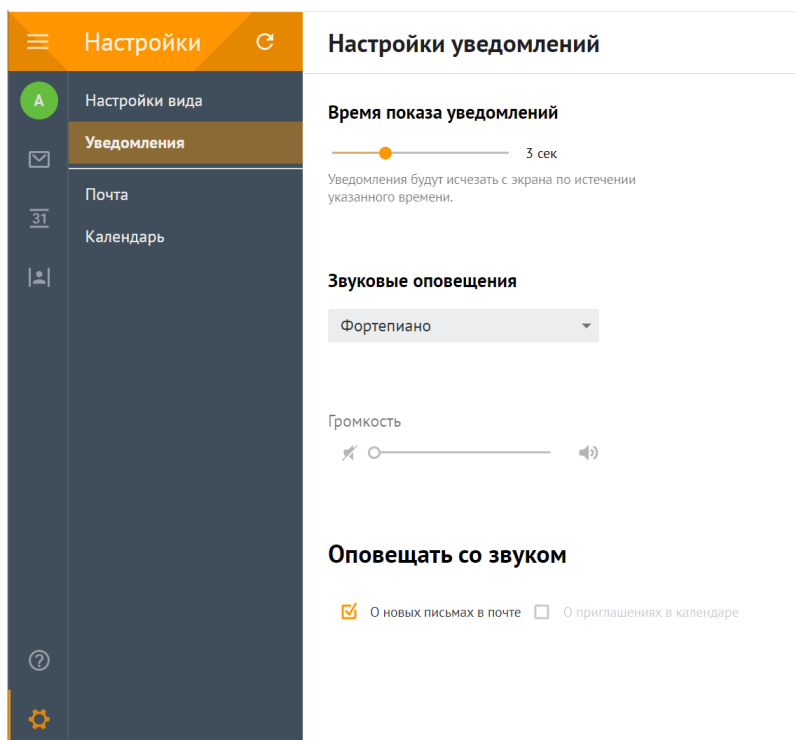 Настройки
Настройки уведомлений
A
Настройки вида
Уведомления
31
Почта
Календарь
Время показа уведомлений
3 сек
Уведомления будут исчезать с экрана по истечении
указанного времени.
Звуковые оповещения
Фортепиано
Громкость
Оповещать со звуком
О новых письмах в почте
О приглашениях в календаре
?